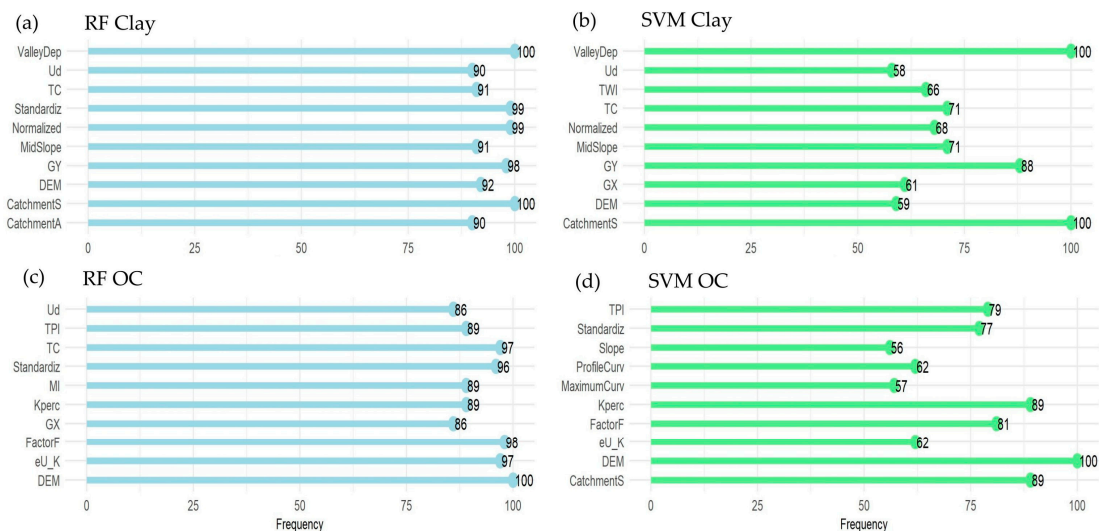 (a) RF Clay
ValleyDep 100
Ud 90
TC 91
Standardiz 99
Normalized 99
MidSlope 91
GY 98
DEM 92
CatchmentS 100
CatchmentA 90
0 25 50 75 100
(b) SVM Clay
ValleyDep 100
Ud 58
TWI 66
TC 71
Normalized 68
MidSlope 71
GY 88
GX 61
DEM 59
CatchmentS 100
0 25 50 75 100
(c) RF OC
Ud 86
TPI 89
TC 97
Standardiz 96
MI 89
Kperc 89
GX 86
FactorF 98
eU_K 97
DEM 100
0 25 50 75 100
Frequency
(d) SVM OC
TPI 79
Standardiz 77
Slope 56
ProfileCurv 62
MaximumCurv 57
Kperc 89
FactorF 81
eU_K 62
DEM 100
CatchmentS 89
0 25 50 75 100
Frequency